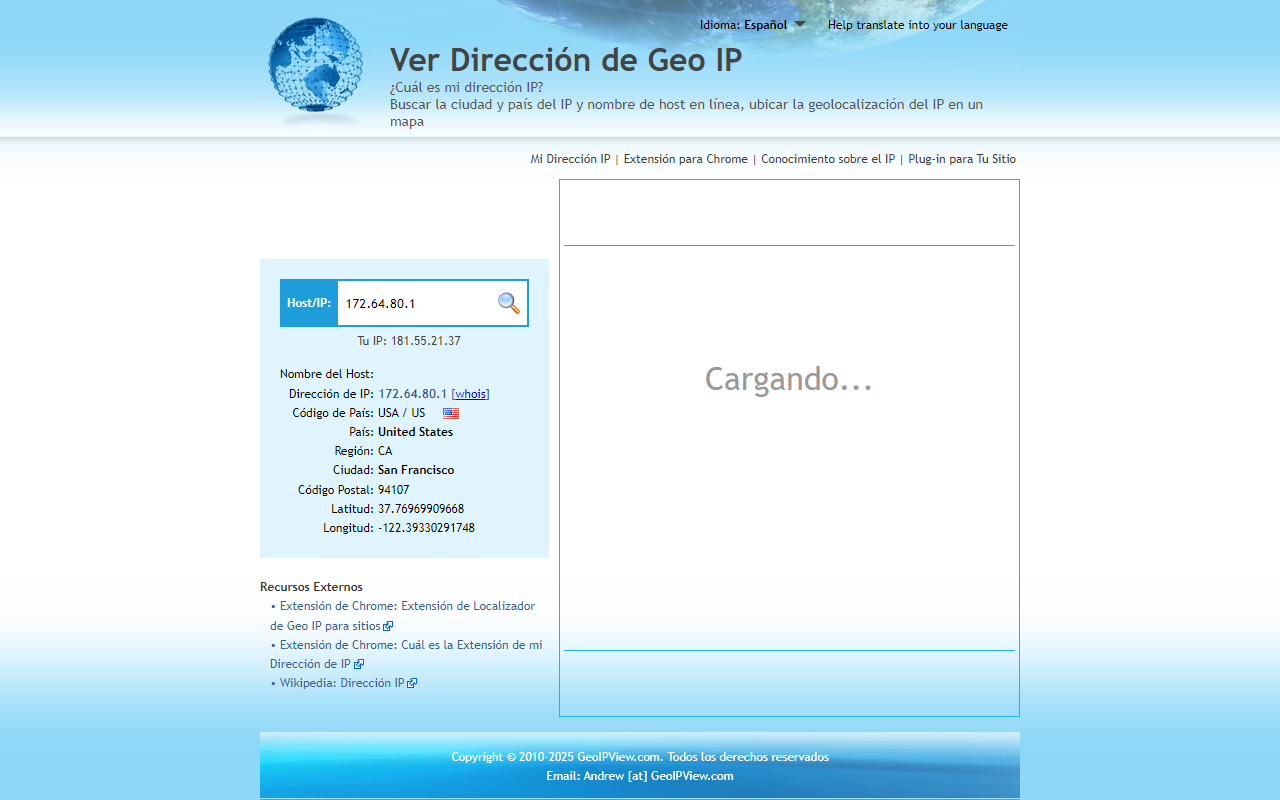 Idioma: Español Help translate into your language
Ver Dirección de Geo IP
¿Cuál es mi dirección IP?
Buscar la ciudad y país del IP y nombre de host en línea, ubicar la geolocalización del IP en un
mapa
Mi Dirección IP | Extensión para Chrome | Conocimiento sobre el IP | Plug-in para Tu Sitio
Host/IP: 172.64.80.1
Tu IP: 181.55.21.37
Nombre del Host:
Dirección de IP: 172.64.80.1 [whois]
Código de País: USA / US
País: United States
Región: CA
Ciudad: San Francisco
Código Postal: 94107
Latitud: 37.76969909668
Longitud: -122.39330291748
Cargando...
Recursos Externos
• Extensión de Chrome: Extensión de Localizador
de Geo IP para sitios
• Extensión de Chrome: Cuál es la Extensión de mi
Dirección de IP
• Wikipedia: Dirección IP
Copyright © 2010-2025 GeoIPView.com. Todos los derechos reservados
Email: Andrew [at] GeoIPView.com